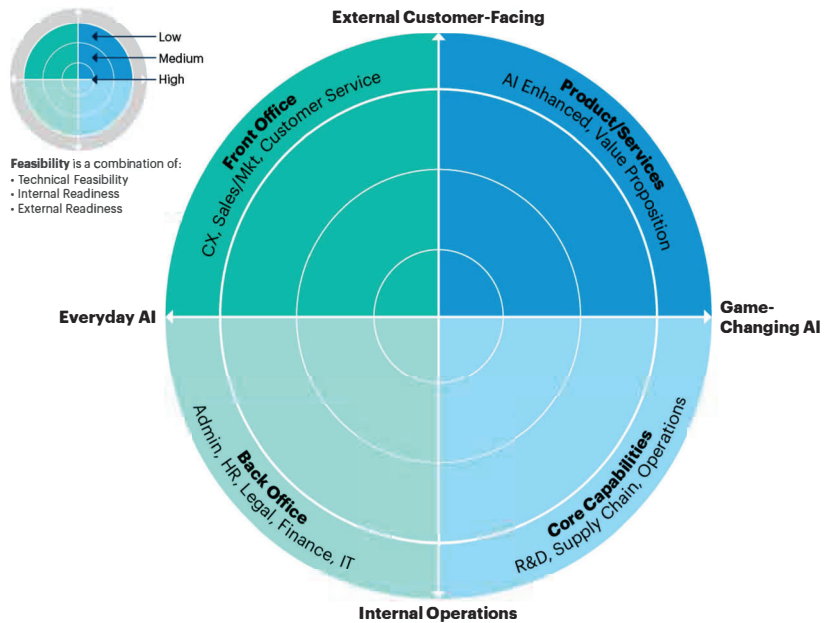 External Customer-Facing
Low
Medium
High
Feasibility is a combination of:
• Technical Feasibility
• Internal Readiness
• External Readiness
Front Office
CX, Sales/Mkt, Customer Service
Product/Services
AI Enhanced, Value Proposition
Everyday AI
Game-
Changing AI
Back Office
Admin, HR, Legal, Finance, IT
Core Capabilities
R&D, Supply Chain, Operations
Internal Operations